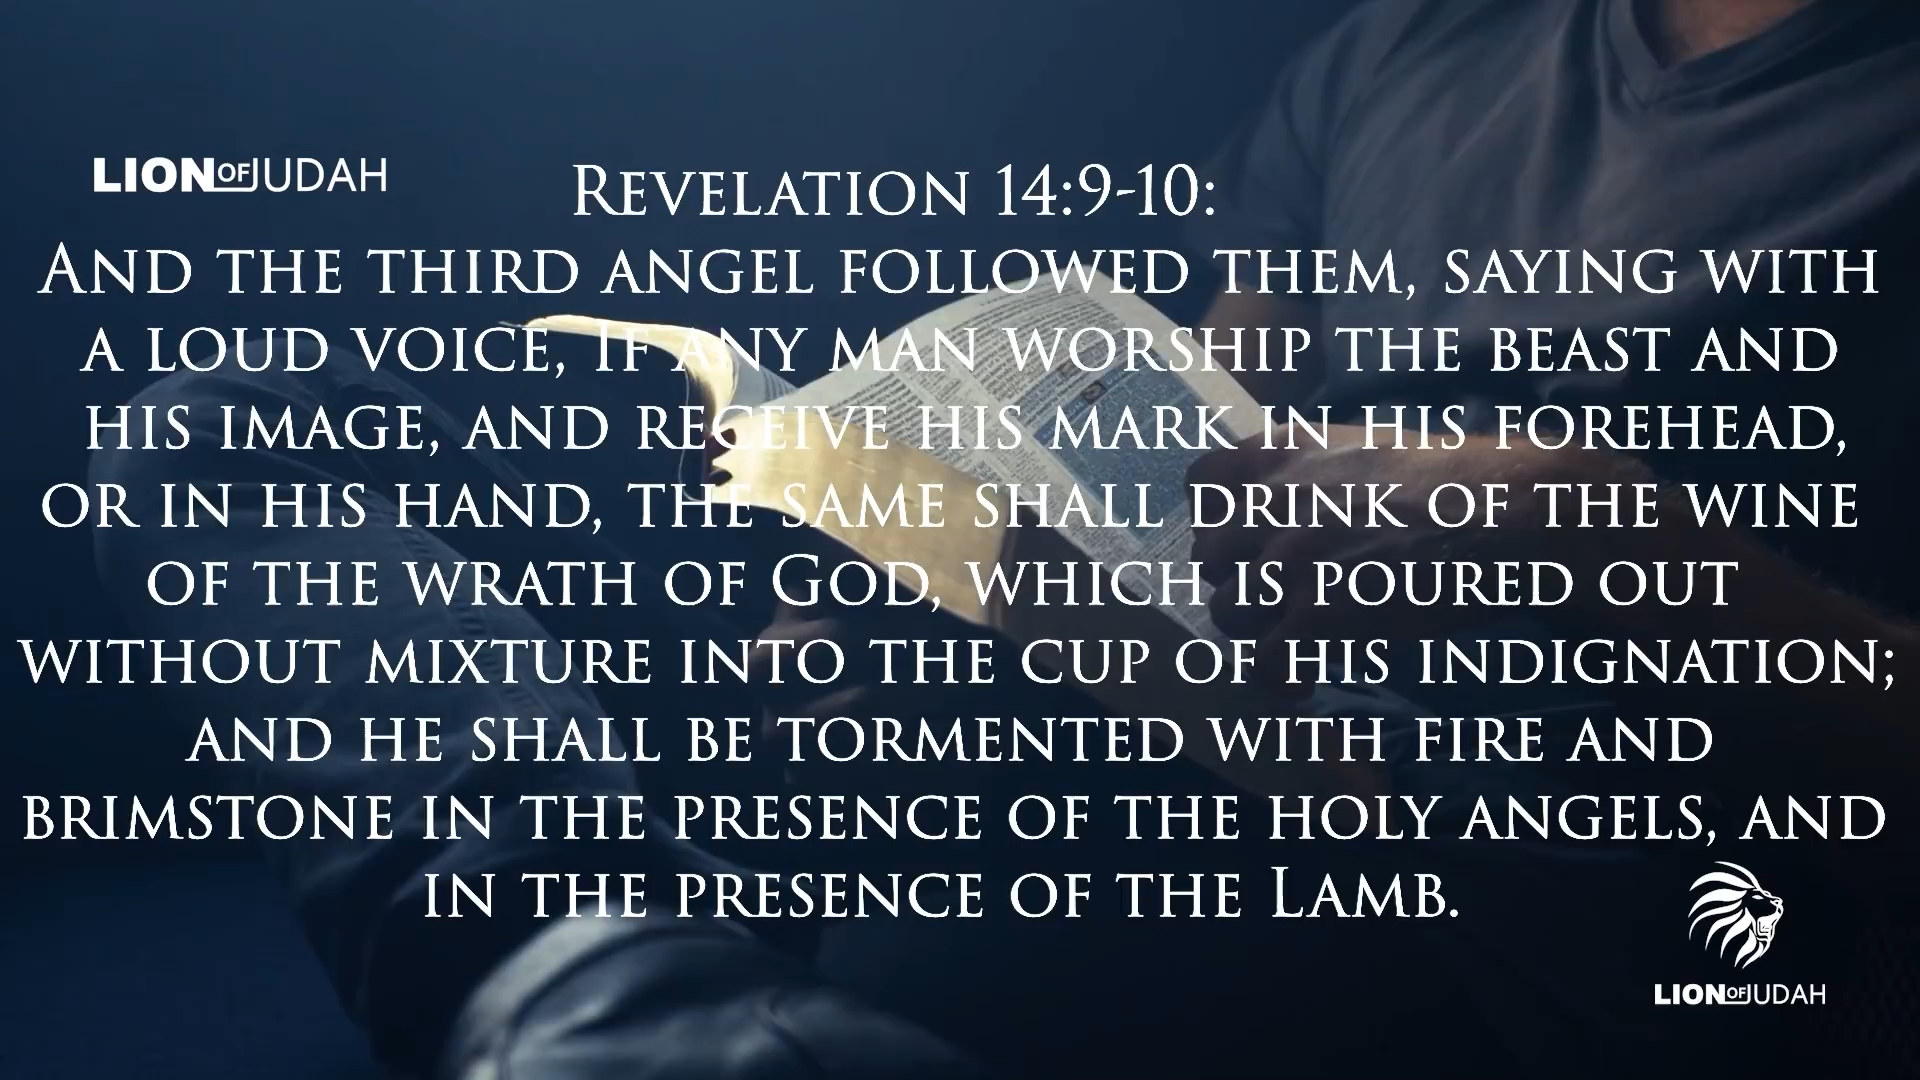 LION OF JUDAH
Revelation 14:9-10:
And the third angel followed them, saying with
a loud voice, If any man worship the beast and
his image, and receive his mark in his forehead,
or in his hand, the same shall drink of the wine
of the wrath of God, which is poured out
without mixture into the cup of his indignation;
and he shall be tormented with fire and
brimstone in the presence of the holy angels, and
in the presence of the Lamb.
LION OF JUDAH